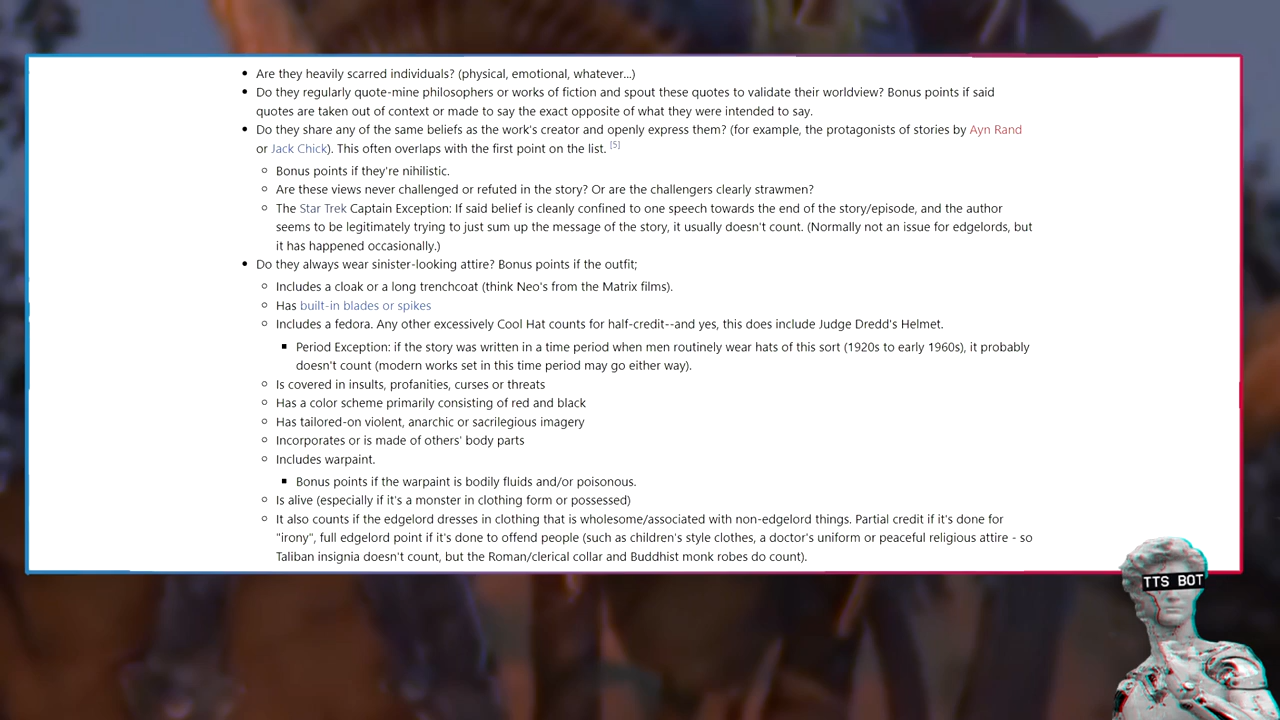 • Are they heavily scarred individuals? (physical, emotional, whatever...)
• Do they regularly quote-mine philosophers or works of fiction and spout these quotes to validate their worldview? Bonus points if said
quotes are taken out of context or made to say the exact opposite of what they were intended to say.
• Do they share any of the same beliefs as the work's creator and openly express them? (for example, the protagonists of stories by Ayn Rand
or Jack Chick). This often overlaps with the first point on the list. [5]
○ Bonus points if they're nihilistic.
○ Are these views never challenged or refuted in the story? Or are the challengers clearly strawmen?
○ The Star Trek Captain Exception: If said belief is cleanly confined to one speech towards the end of the story/episode, and the author
seems to be legitimately trying to just sum up the message of the story, it usually doesn't count. (Normally not an issue for edgelords, but
it has happened occasionally.)
• Do they always wear sinister-looking attire? Bonus points if the outfit;
○ Includes a cloak or a long trenchcoat (think Neo's from the Matrix films).
○ Has built-in blades or spikes
○ Includes a fedora. Any other excessively Cool Hat counts for half-credit--and yes, this does include Judge Dredd's Helmet.
▪ Period Exception: if the story was written in a time period when men routinely wear hats of this sort (1920s to early 1960s), it probably
doesn't count (modern works set in this time period may go either way).
○ Is covered in insults, profanities, curses or threats
○ Has a color scheme primarily consisting of red and black
○ Has tailored-on violent, anarchic or sacrilegious imagery
○ Incorporates or is made of others' body parts
○ Includes warpaint.
▪ Bonus points if the warpaint is bodily fluids and/or poisonous.
○ Is alive (especially if it's a monster in clothing form or possessed)
○ It also counts if the edgelord dresses in clothing that is wholesome/associated with non-edgelord things. Partial credit if it's done for
"irony", full edgelord point if it's done to offend people (such as children's style clothes, a doctor's uniform or peaceful religious attire - so
Taliban insignia doesn't count, but the Roman/clerical collar and Buddhist monk robes do count).
TTS BOT